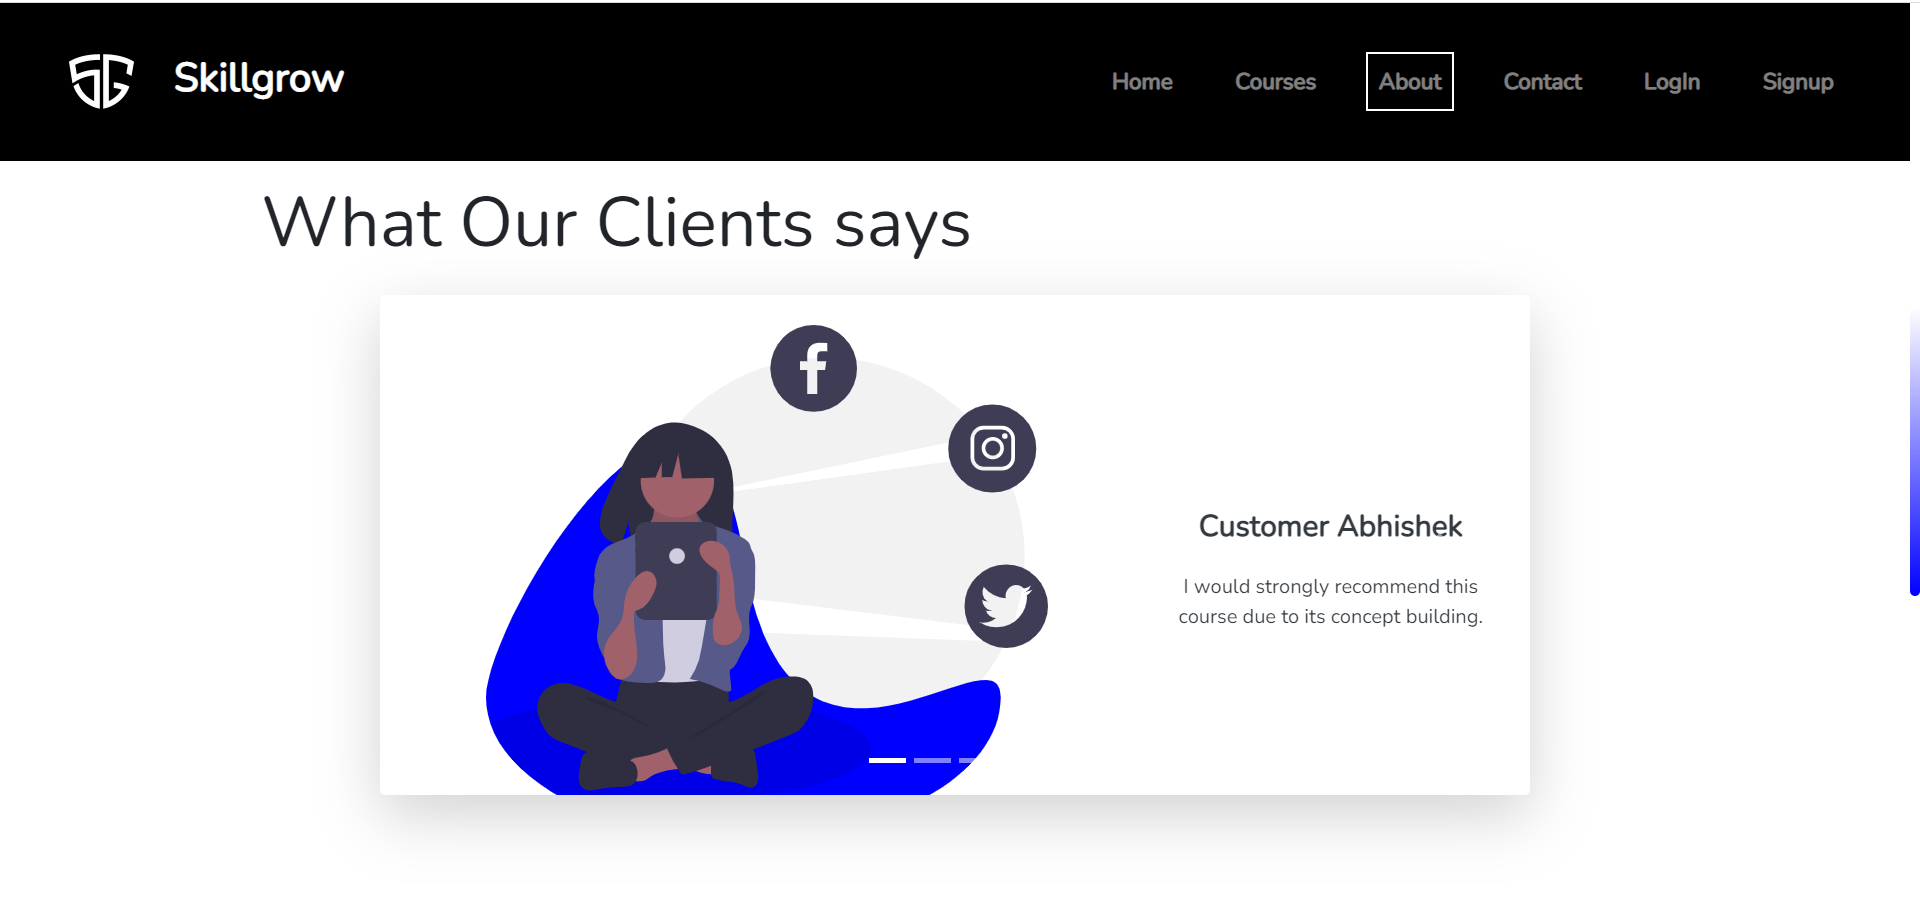 SG Skillgrow Home Courses About Contact LogIn Signup
What Our Clients says
Customer Abhishek
I would strongly recommend this
course due to its concept building.